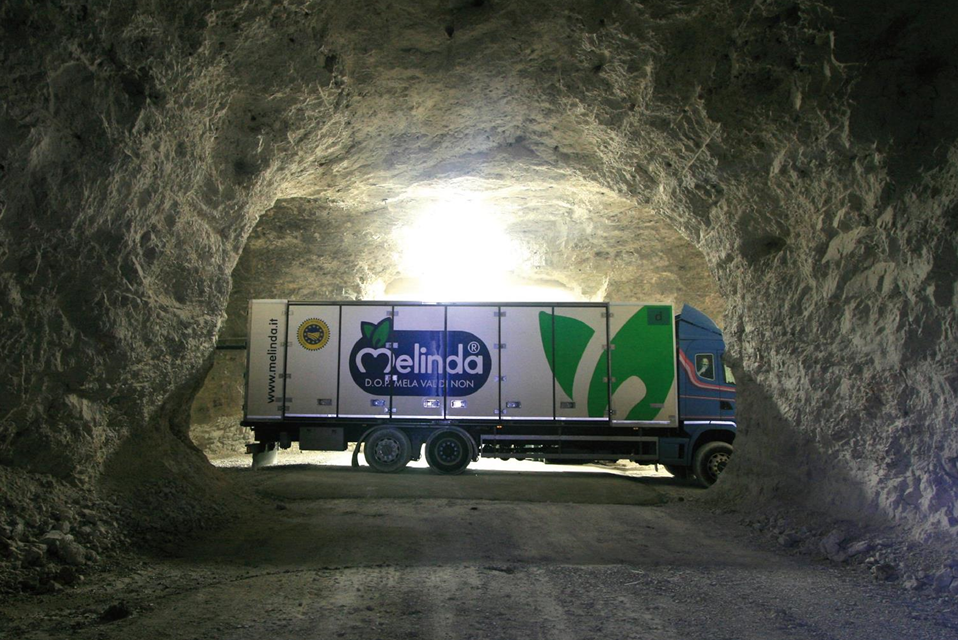 www.melinda.it
Melinda®
D.O.P. MELA VAL DI NON
d